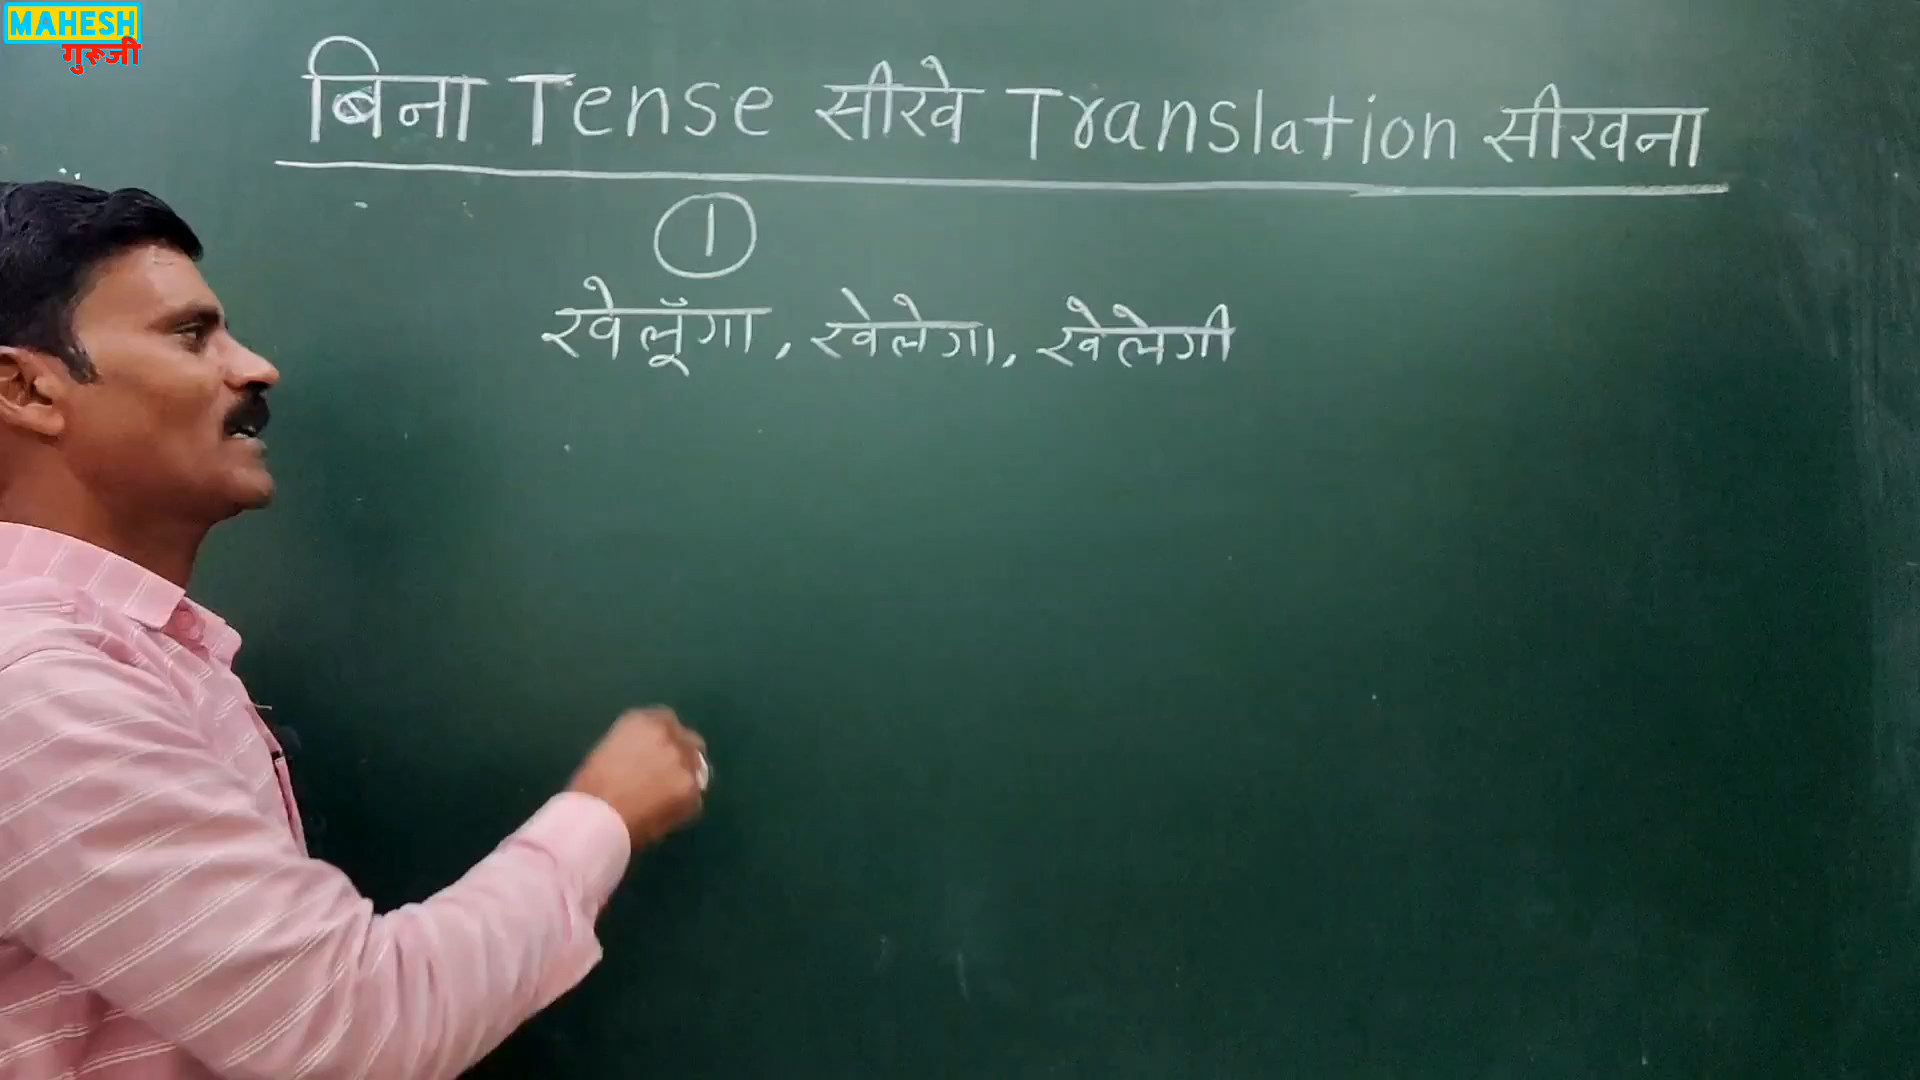 MAHESH
गुरूजी
बिना Tense सीखे Translation सीखना
1
खेलूँगा, खेलेगा, खेलेगी